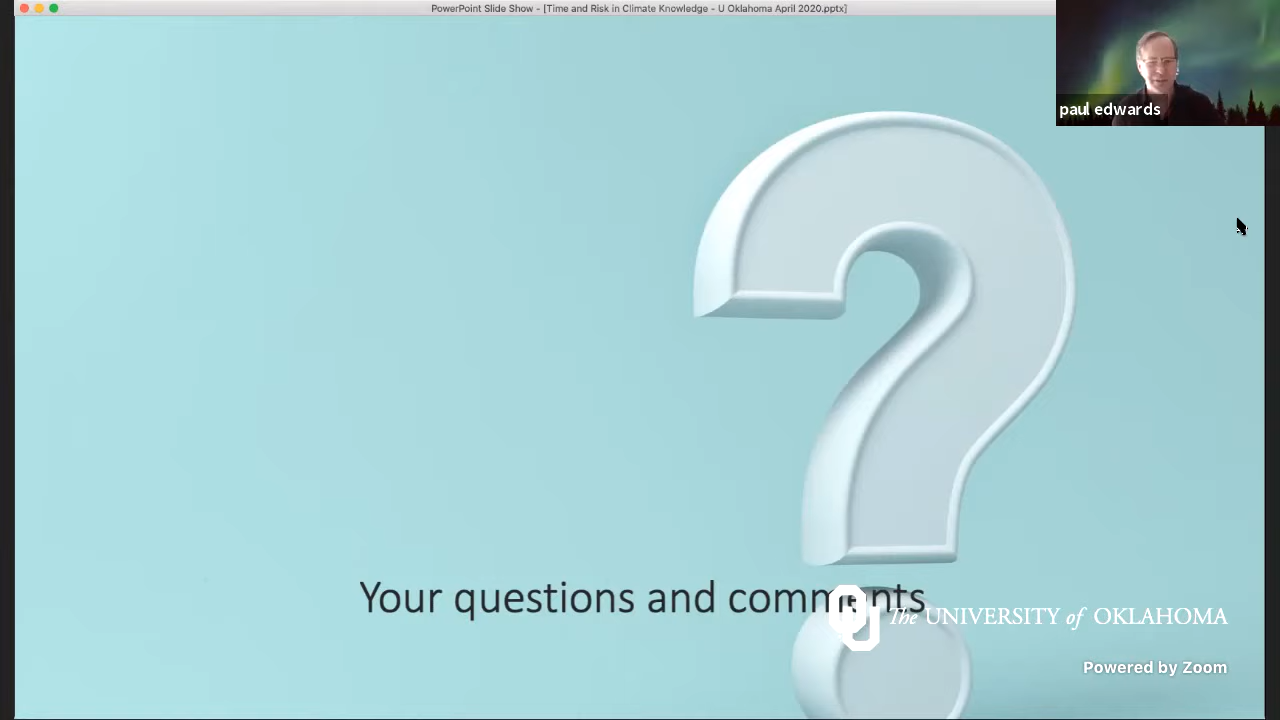 PowerPoint Slide Show - [Time and Risk in Climate Knowledge - U Oklahoma April 2020.pptx]
paul edwards
Your questions and comments
The UNIVERSITY of OKLAHOMA
Powered by Zoom